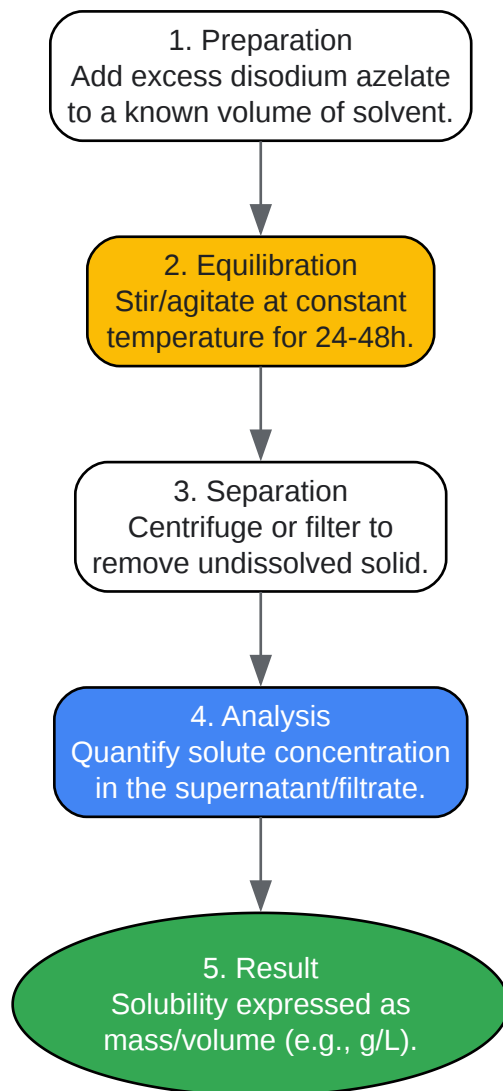 1. Preparation
Add excess disodium azelate
to a known volume of solvent.
2. Equilibration
Stir/agitate at constant
temperature for 24-48h.
3. Separation
Centrifuge or filter to
remove undissolved solid.
4. Analysis
Quantify solute concentration
in the supernatant/filtrate.
5. Result
Solubility expressed as
mass/volume (e.g., g/L).